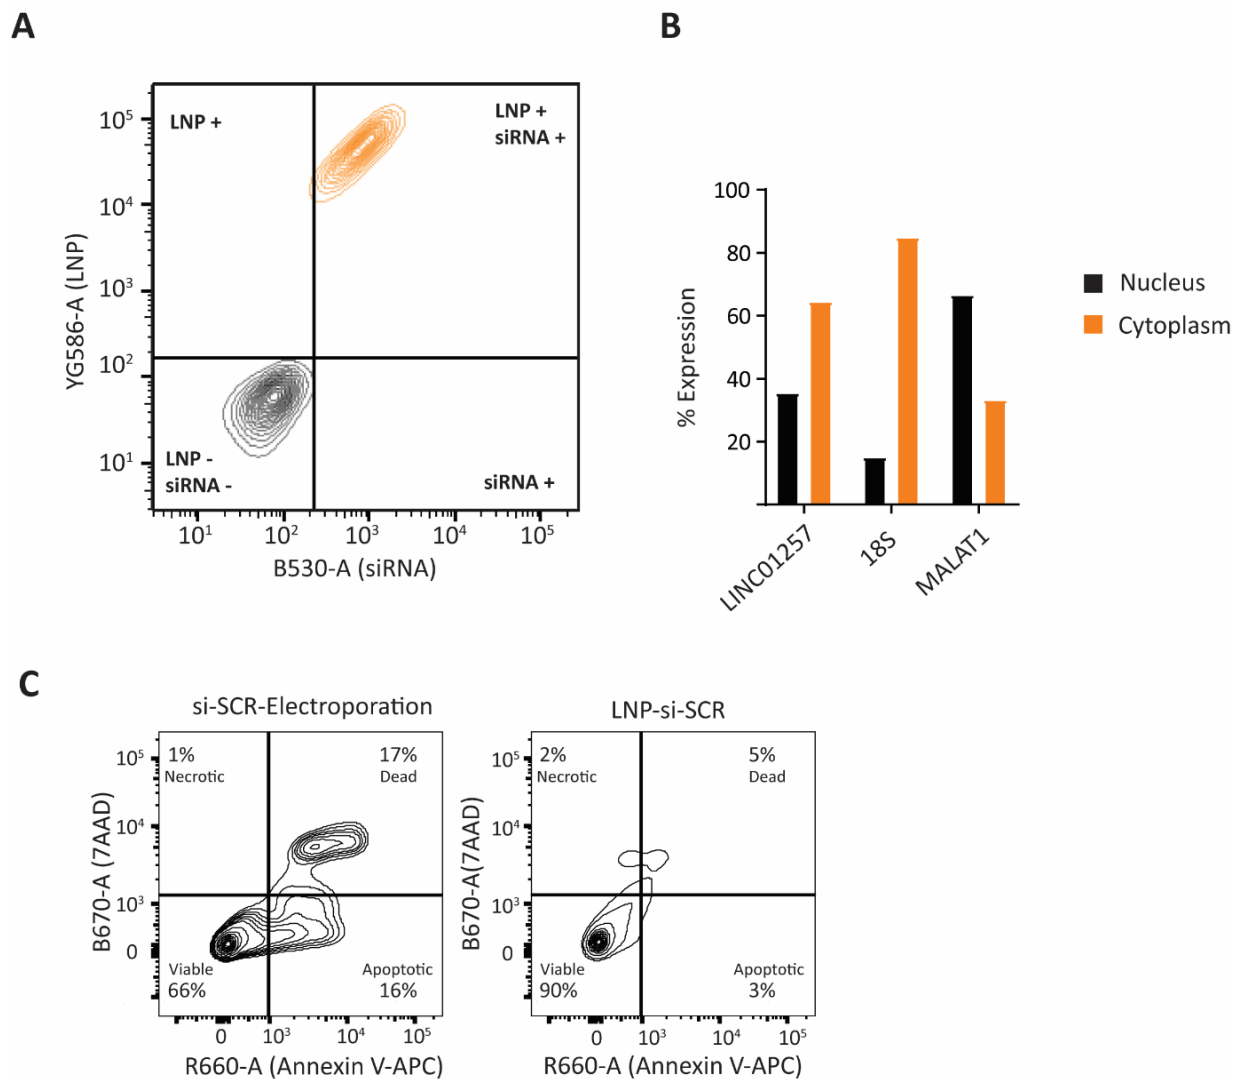 A
LNP +
LNP +
siRNA +
10⁵
10⁴
10³
10²
10¹
YG586-A (LNP)
LNP -
siRNA -
siRNA +
10¹ 10² 10³ 10⁴ 10⁵
B530-A (siRNA)
B
100
80
60
40
20
% Expression
LINC01257
18S
MALAT1
Nucleus
Cytoplasm
C
si-SCR-Electroporation
1%
Necrotic
17%
Dead
10⁵
10⁴
10³
0
B670-A (7AAD)
Viable
66%
Apoptotic
16%
0 10³ 10⁴ 10⁵
R660-A (Annexin V-APC)
LNP-si-SCR
2%
Necrotic
5%
Dead
10⁵
10⁴
10³
0
B670-A(7AAD)
Viable
90%
Apoptotic
3%
0 10³ 10⁴ 10⁵
R660-A (Annexin V-APC)